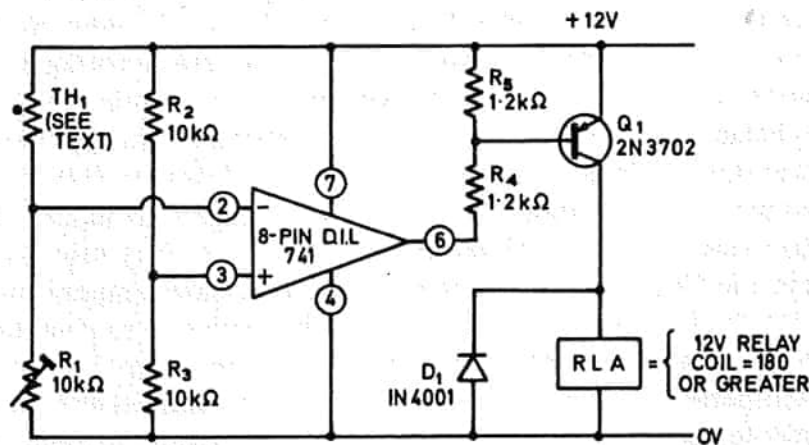 +12V
TH1
(SEE
TEXT)
R2
10kΩ
R5
1·2kΩ
Q1
2N3702
R4
1·2kΩ
7
2
-
8-PIN D.I.L
741
6
3
+
4
R1
10kΩ
R3
10kΩ
D1
IN4001
RLA
=
12V RELAY
COIL = 180
OR GREATER
0V